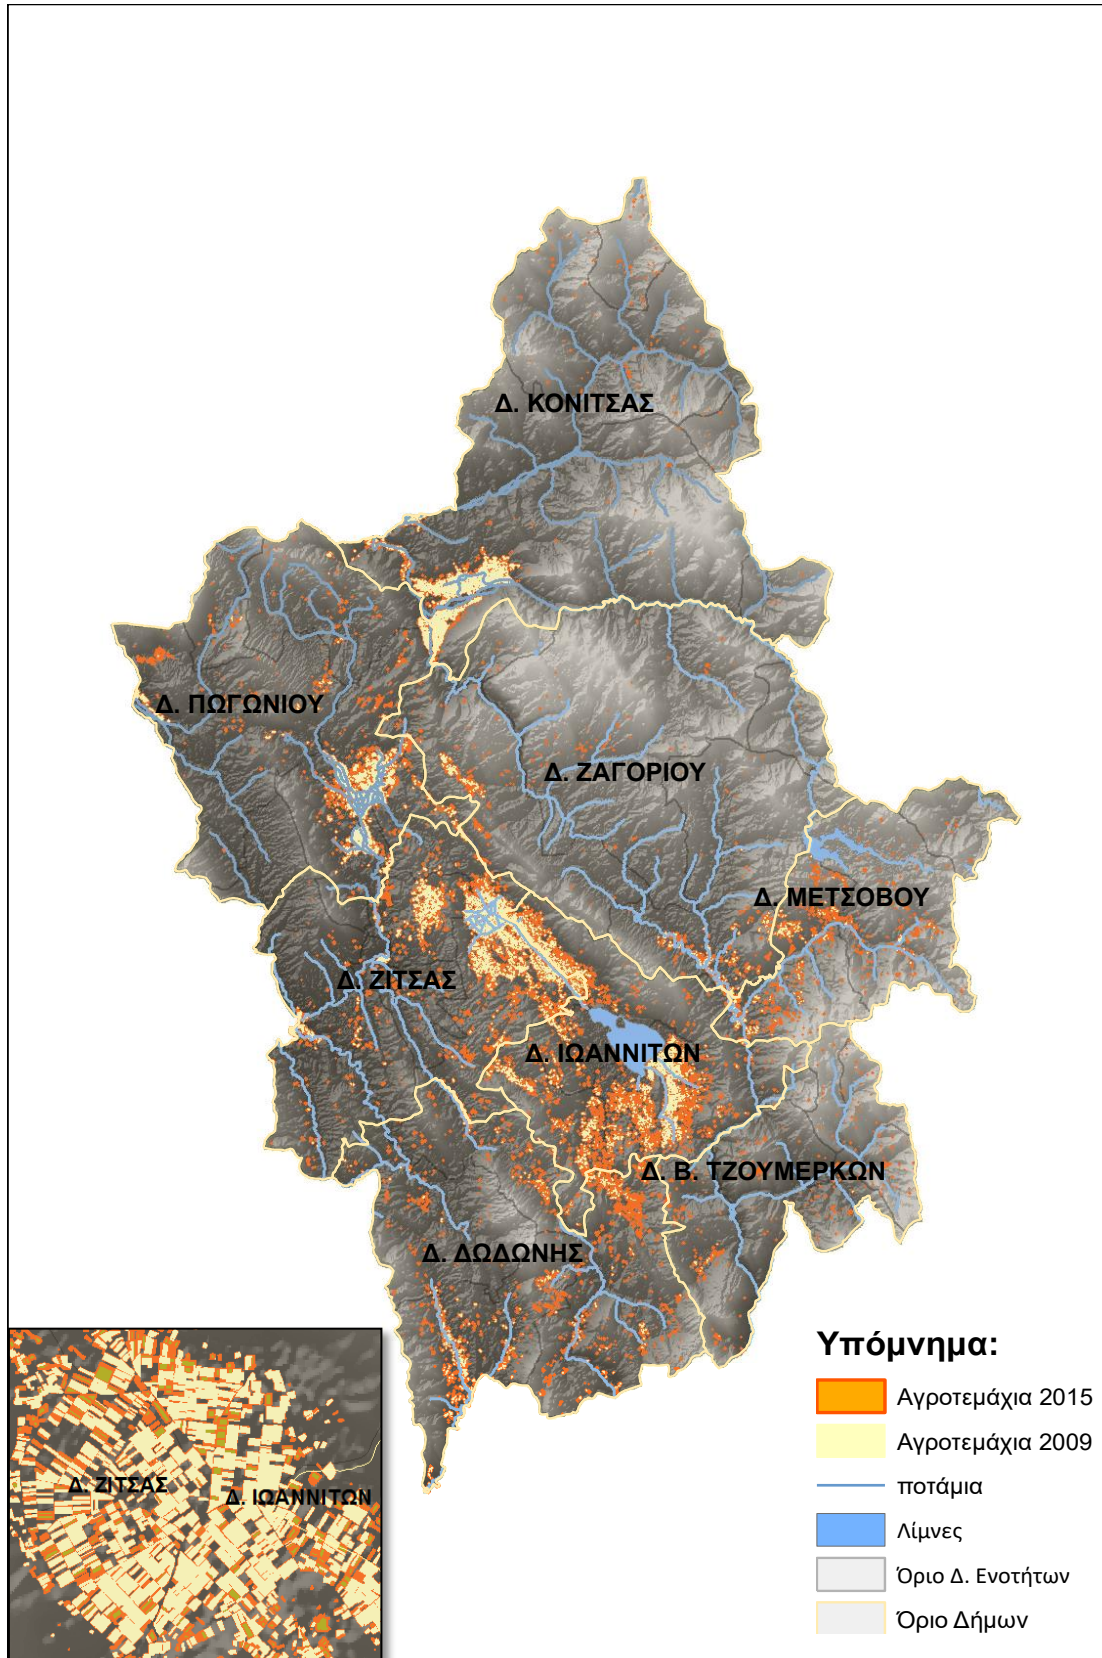 Δ. ΚΟΝΙΤΣΑΣ
Δ. ΠΩΓΩΝΙΟΥ
Δ. ΖΑΓΟΡΙΟΥ
Δ. ΜΕΤΣΟΒΟΥ
Δ. ΖΙΤΣΑΣ
Δ. ΙΩΑΝΝΙΤΩΝ
Δ. Β. ΤΖΟΥΜΕΡΚΩΝ
Δ. ΔΩΔΩΝΗΣ
Δ. ΖΙΤΣΑΣ
Δ. ΙΩΑΝΝΙΤΩΝ
Υπόμνημα:
Αγροτεμάχια 2015
Αγροτεμάχια 2009
ποτάμια
Λίμνες
Όριο Δ. Ενοτήτων
Όριο Δήμων